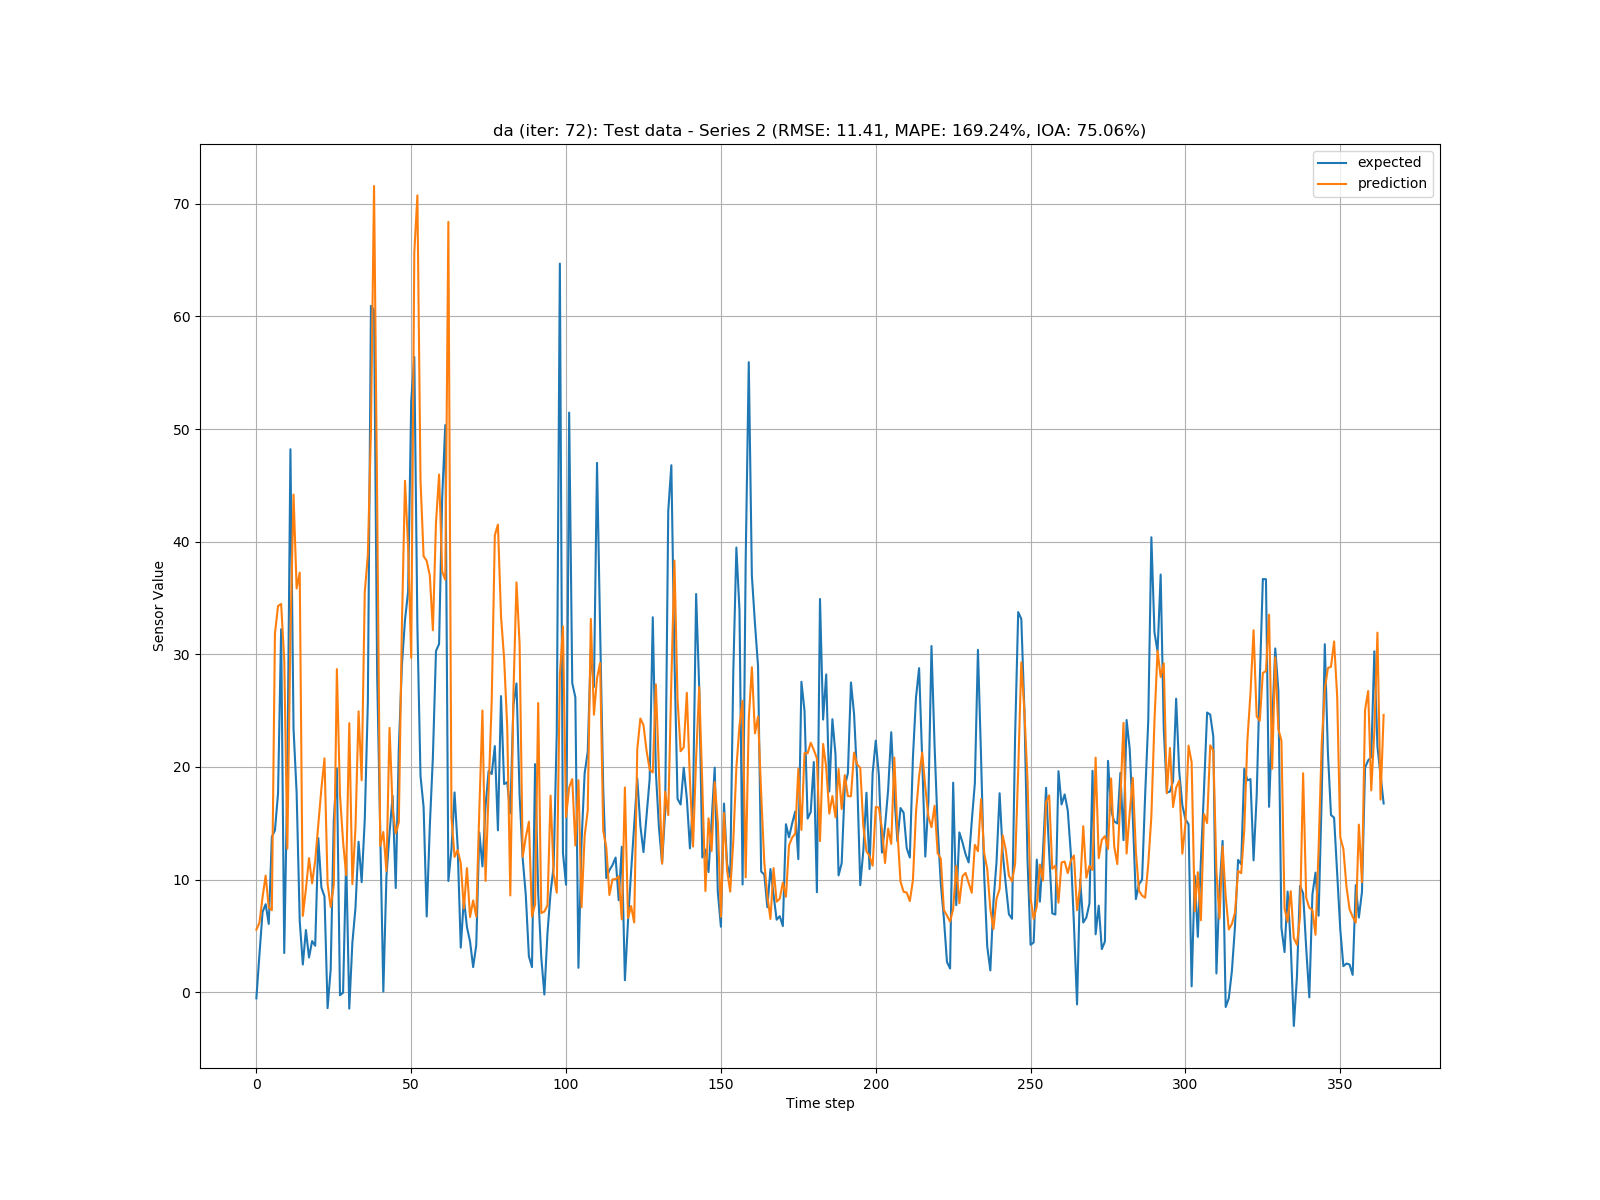 da (iter: 72): Test data - Series 2 (RMSE: 11.41, MAPE: 169.24%, IOA: 75.06%)
expected
prediction
70
60
50
40
30
20
10
0
Sensor Value
0 50 100 150 200 250 300 350
Time step